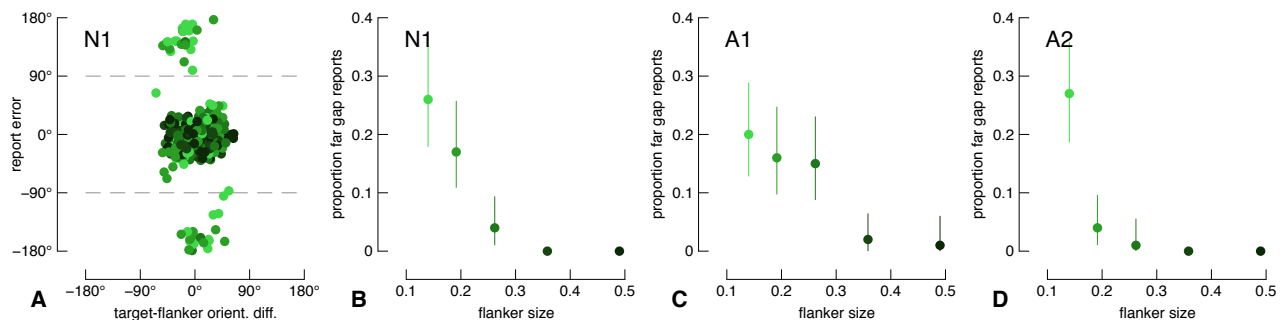 180°
90°
0°
−90°
−180°
report error
N1
−180°
−90°
0°
90°
180°
target-flanker orient. diff.
A
0.4
0.3
0.2
0.1
0
proportion far gap reports
N1
0.1
0.2
0.3
0.4
0.5
flanker size
B
0.4
0.3
0.2
0.1
0
proportion far gap reports
A1
0.1
0.2
0.3
0.4
0.5
flanker size
C
0.4
0.3
0.2
0.1
0
proportion far gap reports
A2
0.1
0.2
0.3
0.4
0.5
flanker size
D